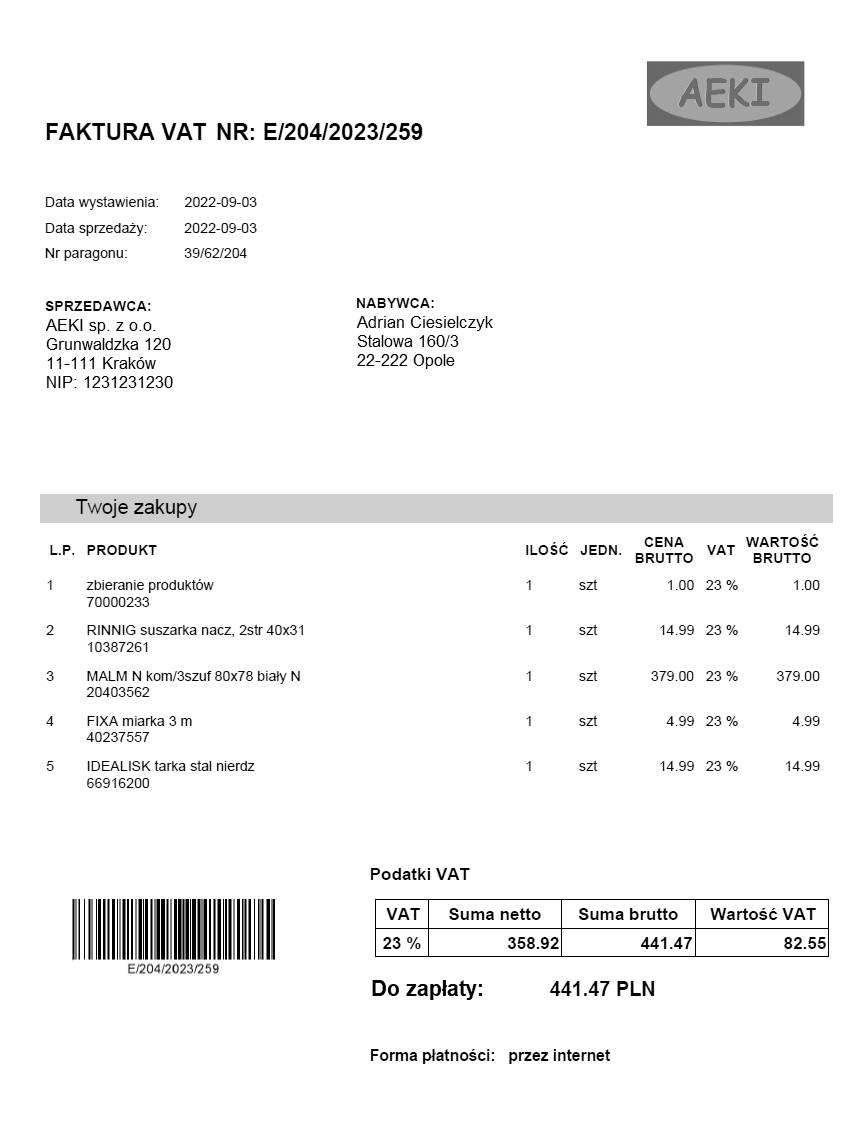 AEKI
FAKTURA VAT NR: E/204/2023/259
Data wystawienia: 2022-09-03
Data sprzedaży: 2022-09-03
Nr paragonu: 39/62/204
SPRZEDAWCA:
AEKI sp. z o.o.
Grunwaldzka 120
11-111 Kraków
NIP: 1231231230
NABYWCA:
Adrian Ciesielczyk
Stalowa 160/3
22-222 Opole
Twoje zakupy
L.P. PRODUKT ILOŚĆ JEDN. CENA BRUTTO VAT WARTOŚĆ BRUTTO
1 zbieranie produktów 1 szt 1.00 23 % 1.00
70000233
2 RINNIG suszarka nacz, 2str 40x31 1 szt 14.99 23 % 14.99
10387261
3 MALM N kom/3szuf 80x78 biały N 1 szt 379.00 23 % 379.00
20403562
4 FIXA miarka 3 m 1 szt 4.99 23 % 4.99
40237557
5 IDEALISK tarka stal nierdz 1 szt 14.99 23 % 14.99
66916200
E/204/2023/259
Podatki VAT
VAT Suma netto Suma brutto Wartość VAT
23 % 358.92 441.47 82.55
Do zapłaty: 441.47 PLN
Forma płatności: przez internet